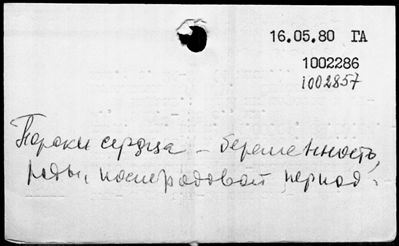 16.05.80 ГА
1002286
1002857
Пороки сердца – беременность,
роды, послеродовой период.